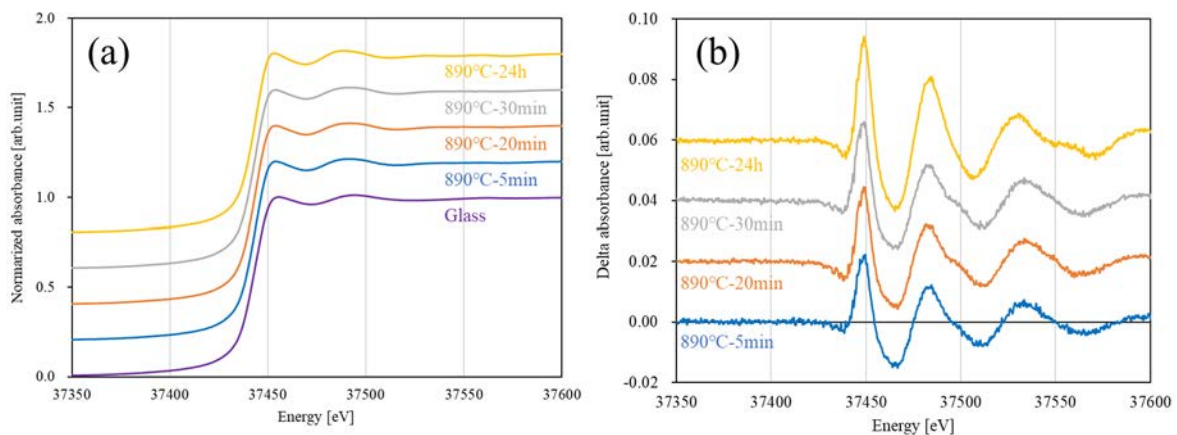 (a)
Normalized absorbance [arb.unit]
2.0
1.5
1.0
0.5
0.0
890℃-24h
890℃-30min
890℃-20min
890℃-5min
Glass
37350 37400 37450 37500 37550 37600
Energy [eV]
(b)
Delta absorbance [arb.unit]
0.10
0.08
0.06
0.04
0.02
0.00
-0.02
890℃-24h
890℃-30min
890℃-20min
890℃-5min
37350 37400 37450 37500 37550 37600
Energy [eV]